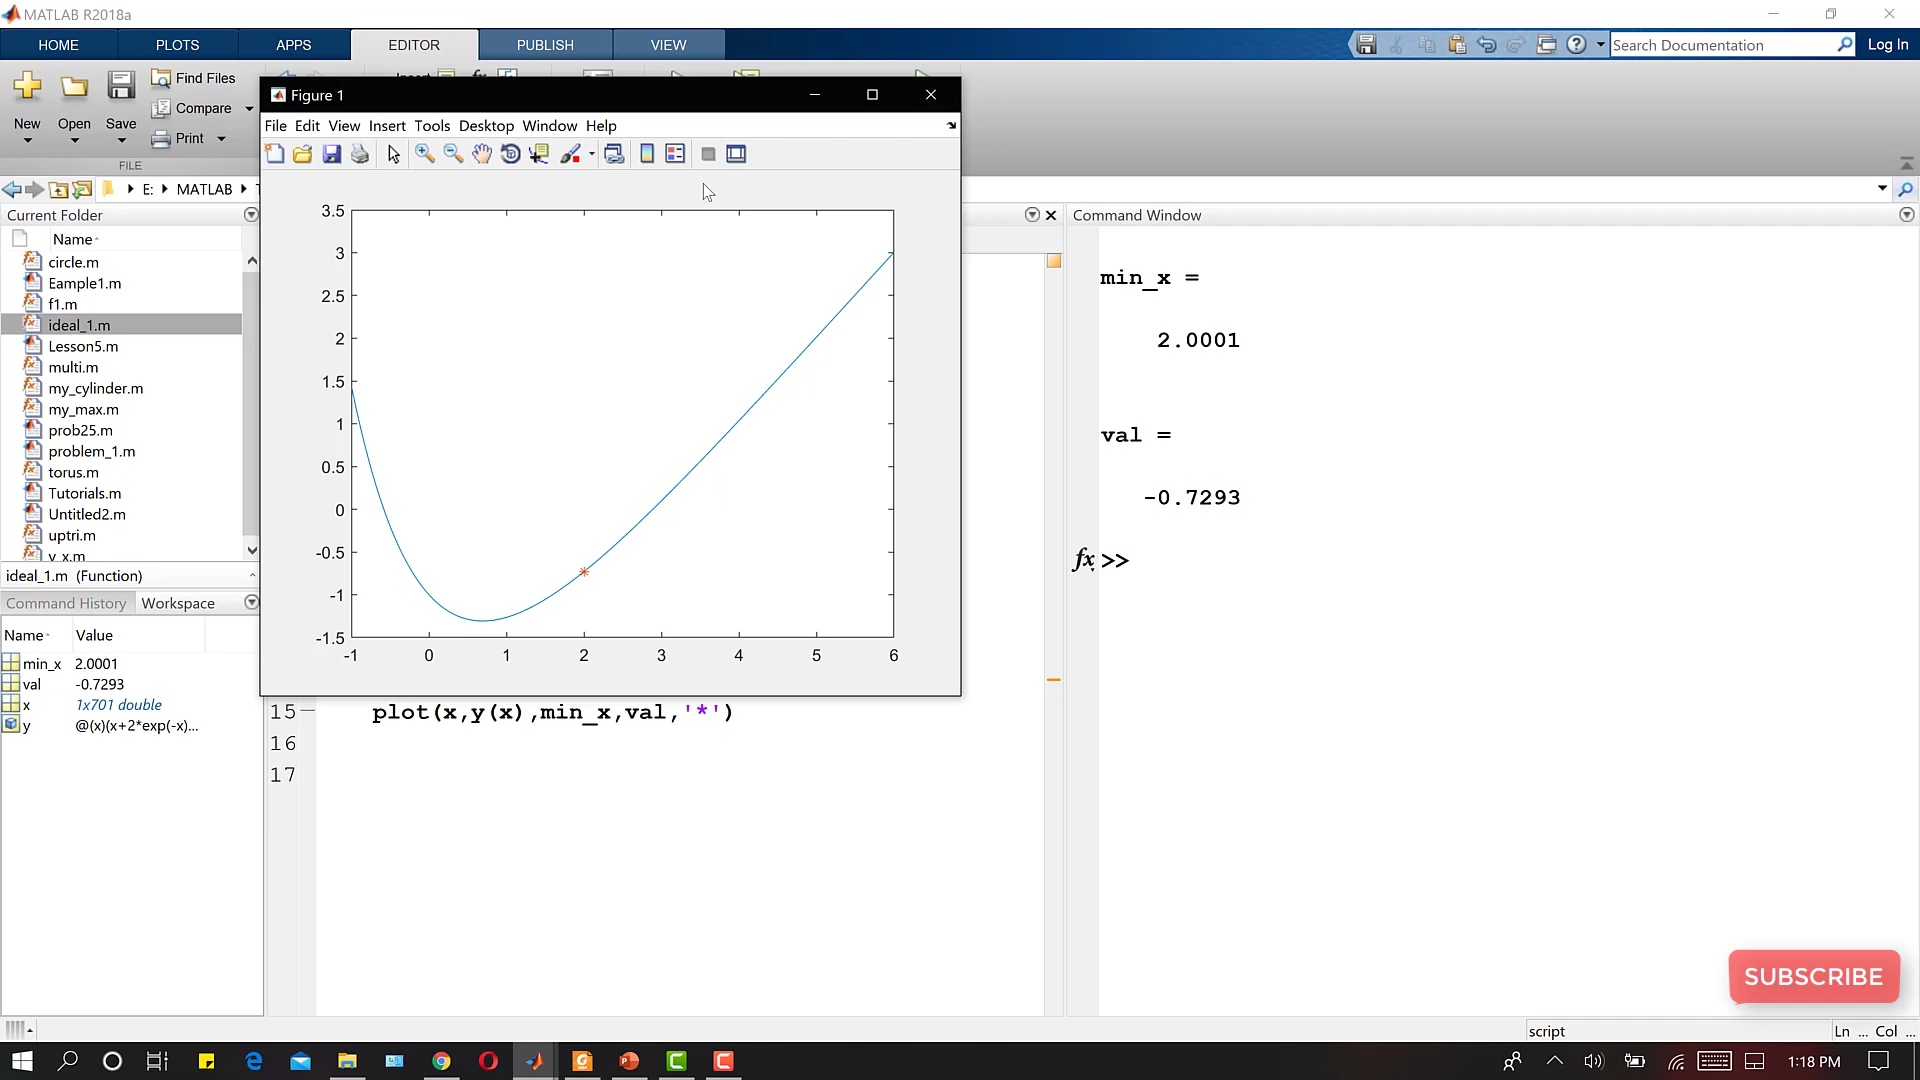 MATLAB R2018a
HOME
PLOTS
APPS
EDITOR
PUBLISH
VIEW
Search Documentation
Log In
New
Open
Save
Find Files
Compare
Print
FILE
Figure 1
File Edit View Insert Tools Desktop Window Help
E: MATLAB
Current Folder
Name
circle.m
Eample1.m
f1.m
ideal_1.m
Lesson5.m
multi.m
my_cylinder.m
my_max.m
prob25.m
problem_1.m
torus.m
Tutorials.m
Untitled2.m
uptri.m
v_x.m
ideal_1.m (Function)
Command History
Workspace
Name Value
min_x 2.0001
val -0.7293
x 1x701 double
y @(x)(x+2*exp(-x)...
3.5
3
2.5
2
1.5
1
0.5
0
-0.5
-1
-1.5
-1 0 1 2 3 4 5 6
15 plot(x,y(x),min_x,val,'*')
16
17
Command Window
min_x =
2.0001
val =
-0.7293
fx >>
SUBSCRIBE
script
Ln ... Col ...
1:18 PM